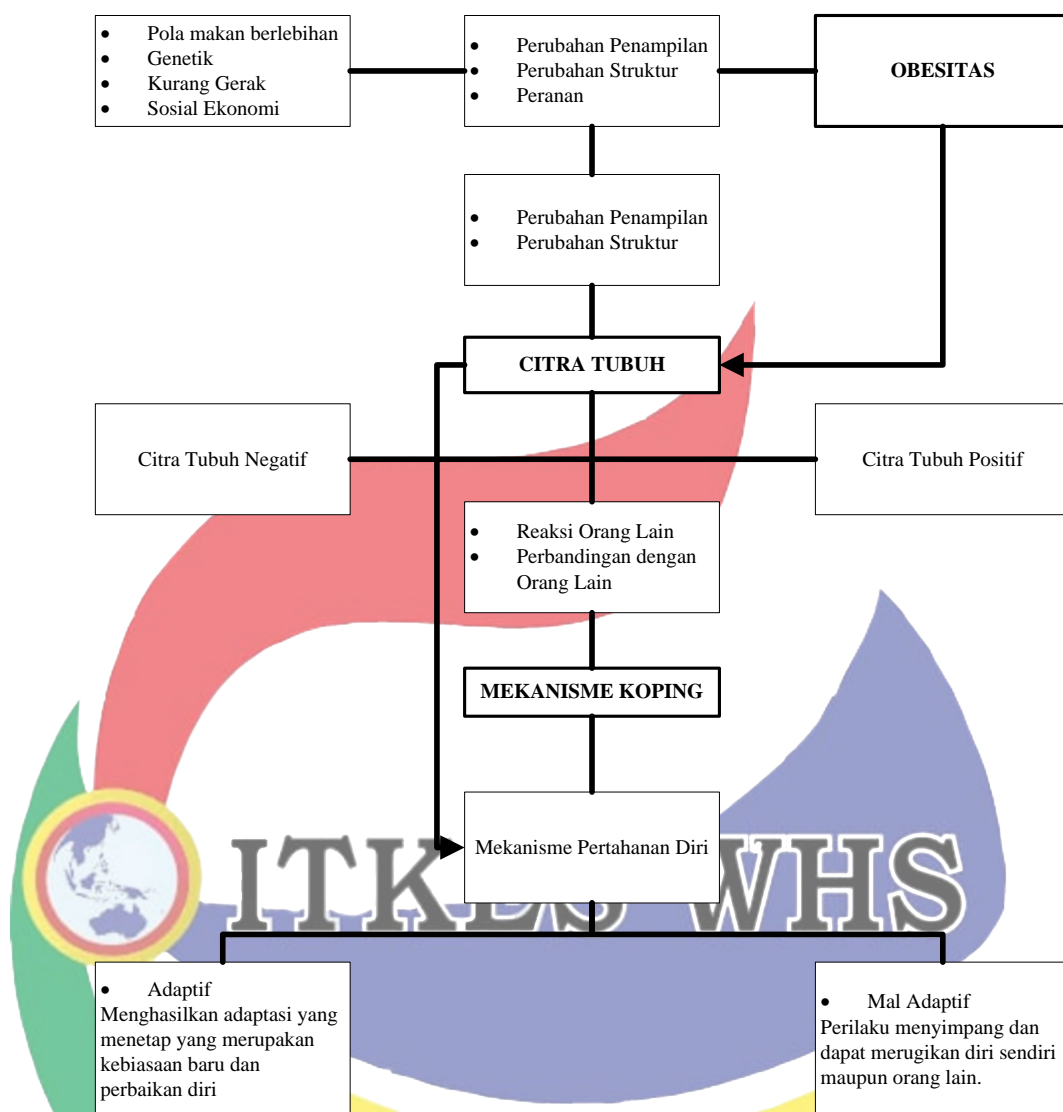 • Pola makan berlebihan
• Genetik
• Kurang Gerak
• Sosial Ekonomi
• Perubahan Penampilan
• Perubahan Struktur
• Peranan
OBESITAS
• Perubahan Penampilan
• Perubahan Struktur
CITRA TUBUH
Citra Tubuh Negatif
Citra Tubuh Positif
• Reaksi Orang Lain
• Perbandingan dengan
Orang Lain
MEKANISME KOPING
Mekanisme Pertahanan Diri
ITKES WHS
• Adaptif
Menghasilkan adaptasi yang
menetap yang merupakan
kebiasaan baru dan
perbaikan diri
• Mal Adaptif
Perilaku menyimpang dan
dapat merugikan diri sendiri
maupun orang lain.